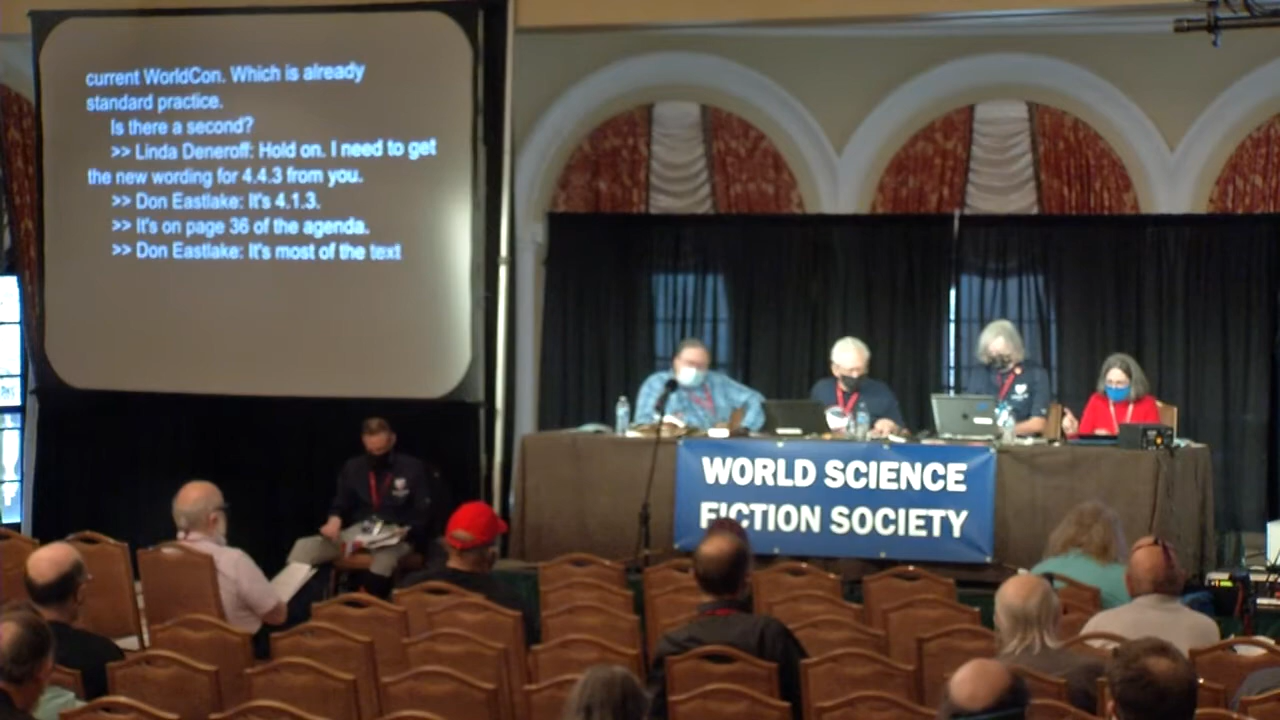 current WorldCon. Which is already
standard practice.
Is there a second?
>> Linda Deneroff: Hold on. I need to get
the new wording for 4.4.3 from you.
>> Don Eastlake: It's 4.1.3.
>> It's on page 36 of the agenda.
>> Don Eastlake: It's most of the text
WORLD SCIENCE
FICTION SOCIETY